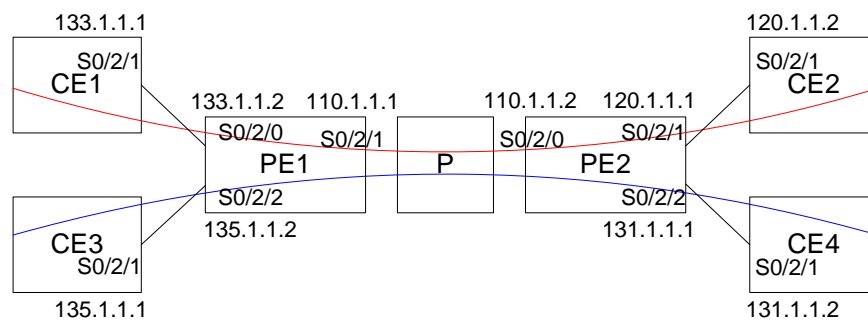 133.1.1.1
120.1.1.2
S0/2/1
CE1
S0/2/1
CE2
133.1.1.2
110.1.1.1
110.1.1.2
120.1.1.1
S0/2/0
S0/2/1
S0/2/0
S0/2/1
PE1
P
PE2
S0/2/2
S0/2/2
135.1.1.2
131.1.1.1
CE3
S0/2/1
CE4
S0/2/1
135.1.1.1
131.1.1.2